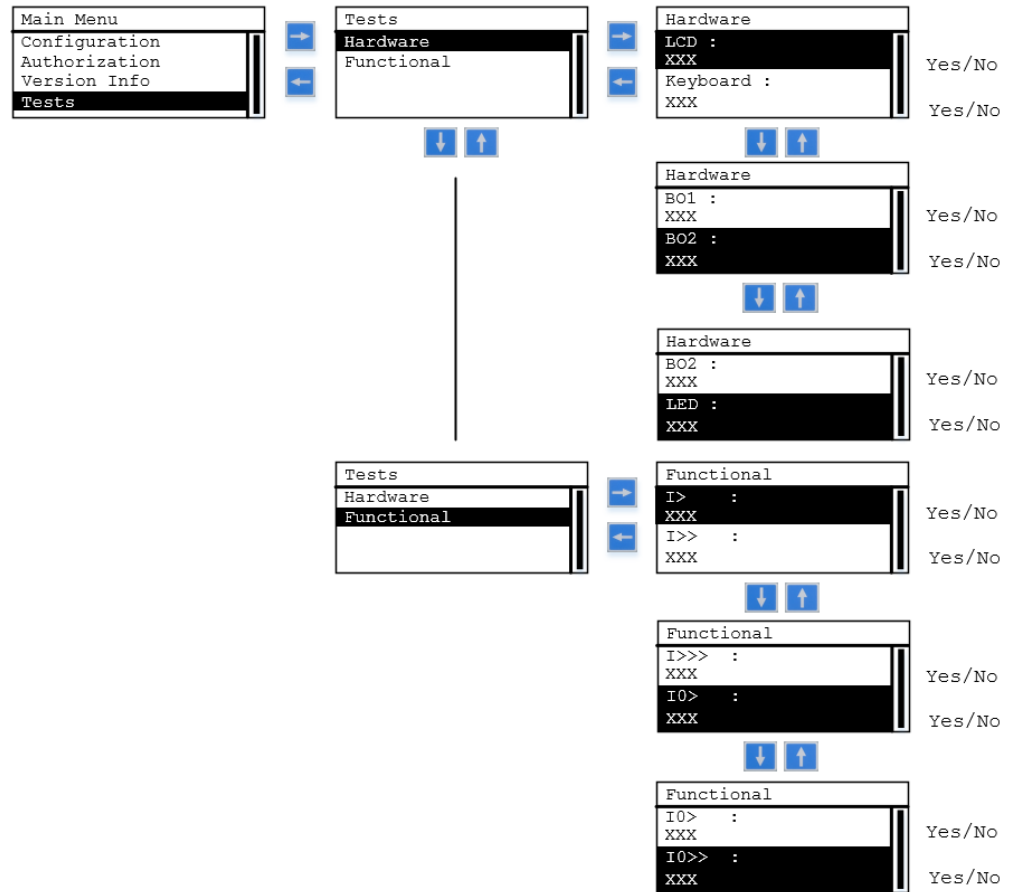 Main Menu
Configuration
Authorization
Version Info
Tests
Tests
Hardware
Functional
Hardware
LCD :
XXX
Keyboard :
XXX
Yes/No
Yes/No
Hardware
BO1 :
XXX
BO2 :
XXX
Yes/No
Yes/No
Hardware
BO2 :
XXX
LED :
XXX
Yes/No
Yes/No
Tests
Hardware
Functional
Functional
I> :
XXX
I>> :
XXX
Yes/No
Yes/No
Functional
I>>> :
XXX
I0> :
XXX
Yes/No
Yes/No
Functional
I0> :
XXX
I0>> :
XXX
Yes/No
Yes/No